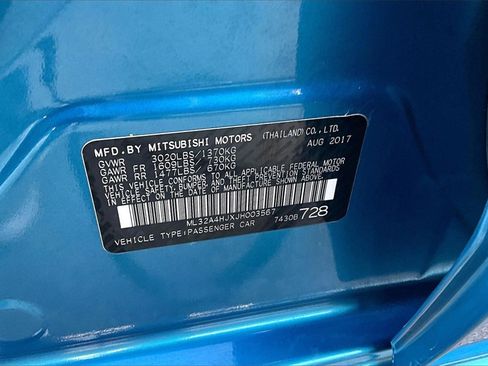 MFD.BY MITSUBISHI MOTORS (THAILAND) CO., LTD.
AUG 2017
GVWR 3020LBS/1370KG
GAWR FR 1609LBS/ 730KG
GAWR RR 1477LBS/ 670KG
THIS VEHICLE CONFORMS TO ALL APPLICABLE FEDERAL MOTOR
VEHICLE SAFETY, BUMPER, AND THEFT PREVENTION STANDARDS
IN EFFECT ON THE DATE OF MANUFACTURE SHOWN ABOVE.
ML32A4HJXJH003567
7430B 728
VEHICLE TYPE:PASSENGER CAR